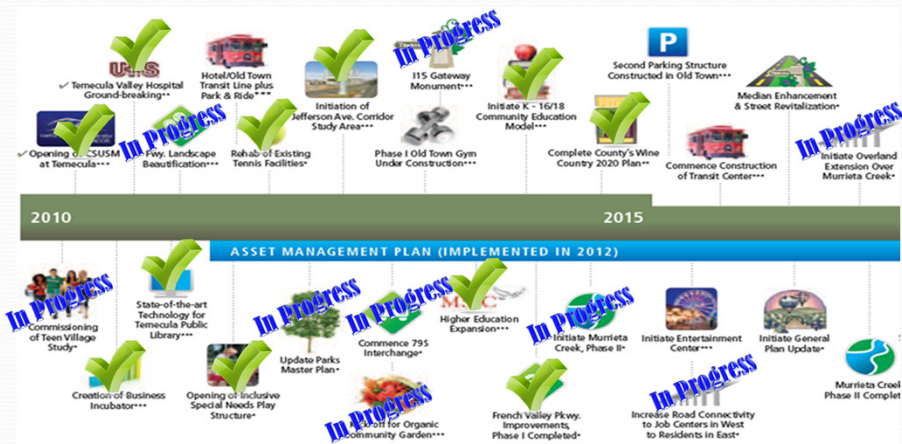 ✓ Temecula Valley Hospital
Ground-breaking••
Hotel/Old Town
Transit Line plus
Park & Ride•••
Initiation of
Jefferson Ave. Corridor
Study Area•••
In Progress
I15 Gateway
Monument•••
Initiate K - 16/18
Community Education
Model•••
P
Second Parking Structure
Constructed in Old Town•••
Median Enhancement
& Street Revitalization•
✓ Opening of CSUSM
at Temecula•••
In Progress
Fwy. Landscape
Beautification•••
Rehab of Existing
Tennis Facilities•
Phase I Old Town Gym
Under Construction•••
Complete County's Wine
Country 2020 Plan••
Commence Construction
of Transit Center•••
In Progress
Initiate Overland
Extension Over
Murrieta Creek•
2010
2015
ASSET MANAGEMENT PLAN (IMPLEMENTED IN 2012)
In Progress
Commissioning
of Teen Village
Study•
State-of-the-art
Technology for
Temecula Public
Library•••
In Progress
Update Parks
Master Plan•
In Progress
Commence 79S
Interchange•
Higher Education
Expansion•••
In Progress
Initiate Murrieta
Creek, Phase II•
Initiate Entertainment
Center•••
Initiate General
Plan Update•
Murrieta Creek
Phase II Complet
Creation of Business
Incubator•••
Opening of Inclusive
Special Needs Play
Structure•
In Progress
Kickoff for Organic
Community Garden•••
French Valley Pkwy.
Improvements,
Phase I Completed•
In Progress
Increase Road Connectivity
to Job Centers in West
to Residents in East•